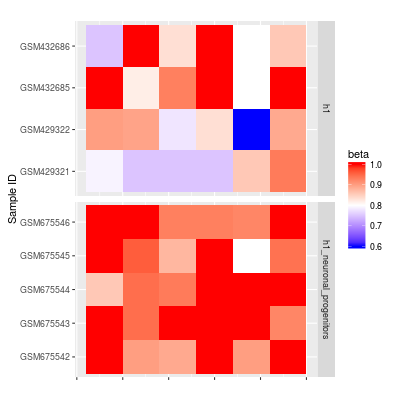 GSM432686
GSM432685
GSM429322
GSM429321
h1
GSM675546
GSM675545
GSM675544
GSM675543
GSM675542
h1_neuronal_progenitors
Sample ID
beta
1.0
0.9
0.8
0.7
0.6